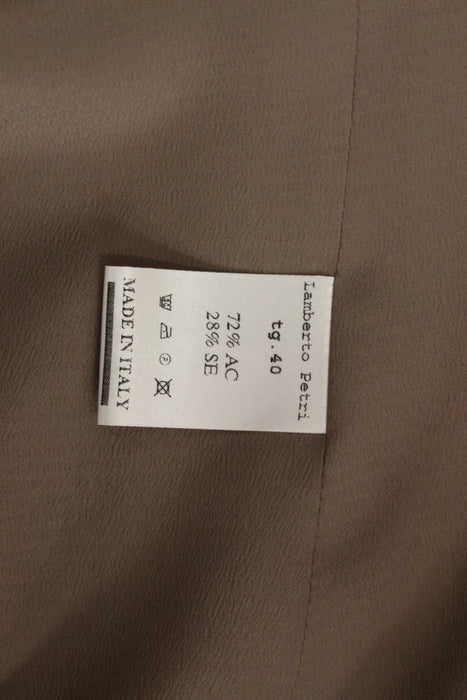 Lamberto Petri
tg.40
72% AC
28% SE
P
MADE IN ITALY